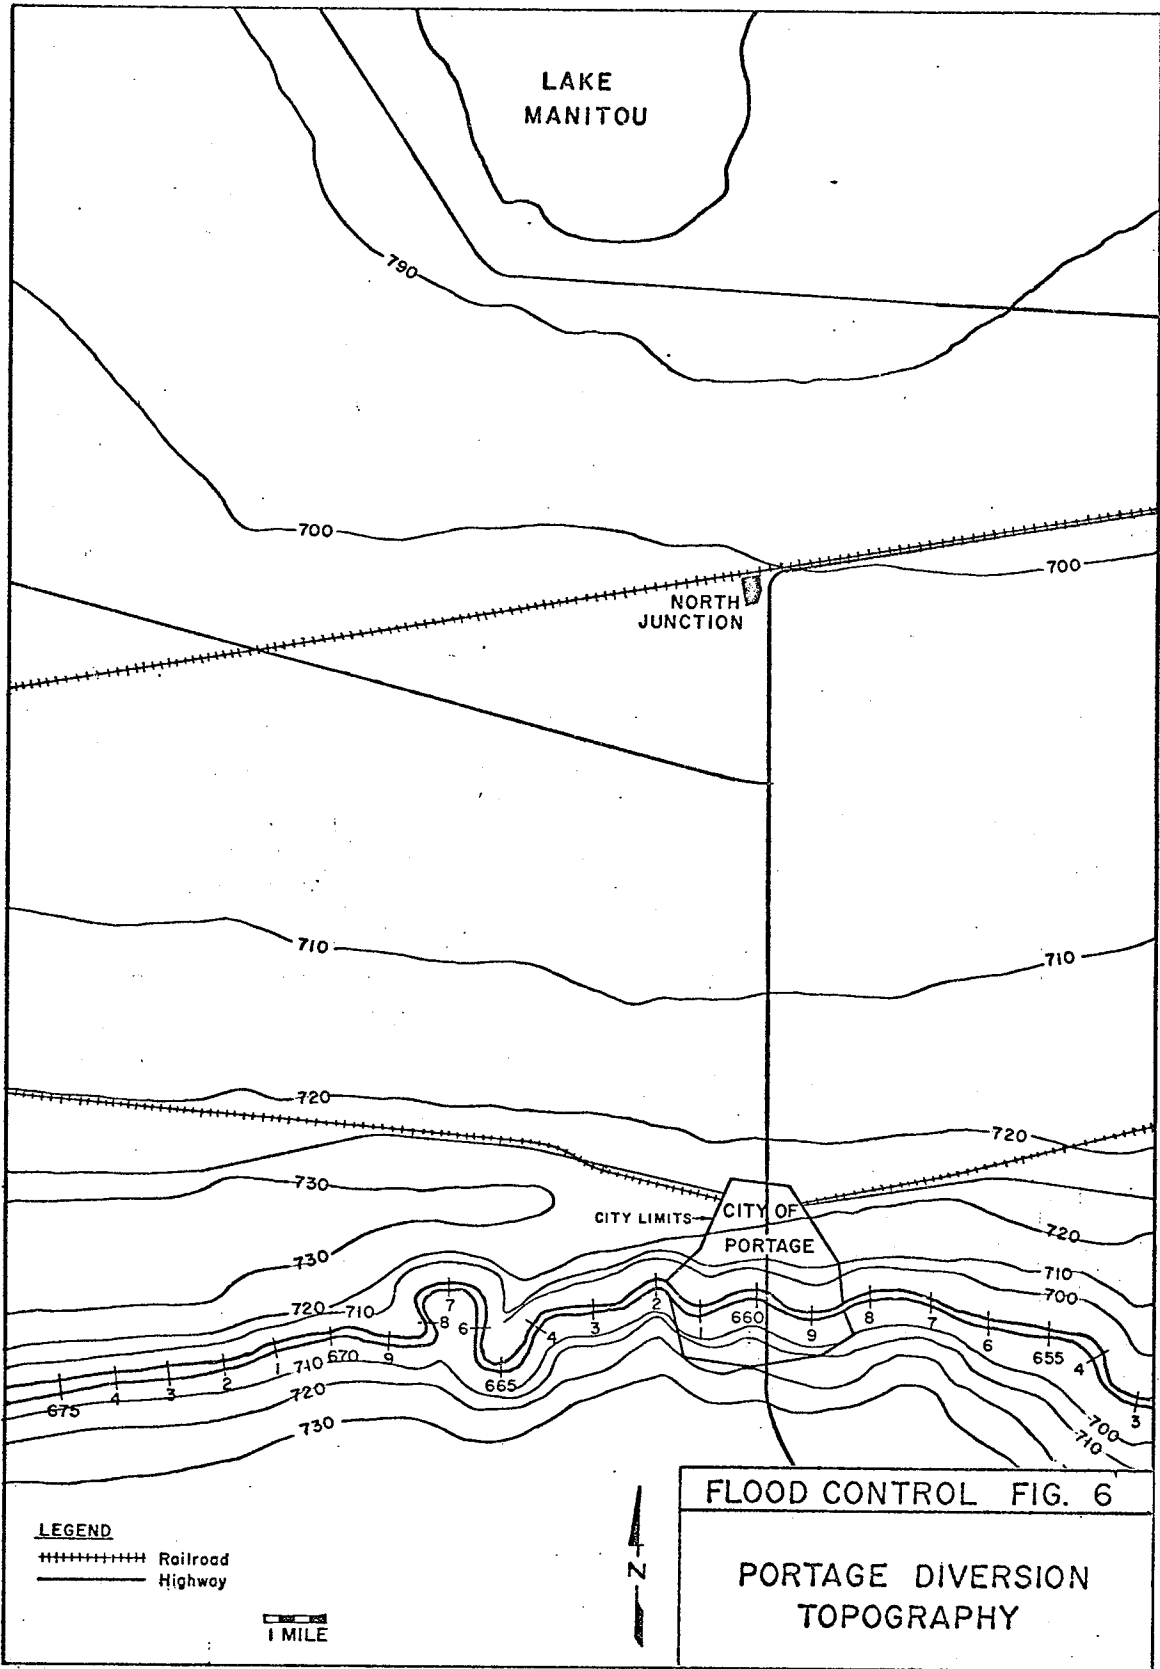 LAKE
MANITOU
790
700
700
NORTH
JUNCTION
710
710
720
720
730
CITY LIMITS
CITY OF
PORTAGE
720
730
710
700
720
710
7
8
6
2
660
3
1
4
9
8
7
6
655
4
3
665
1
670
9
710
2
3
4
675
720
730
700
710
FLOOD CONTROL FIG. 6
PORTAGE DIVERSION
TOPOGRAPHY
LEGEND
Railroad
Highway
1 MILE
N